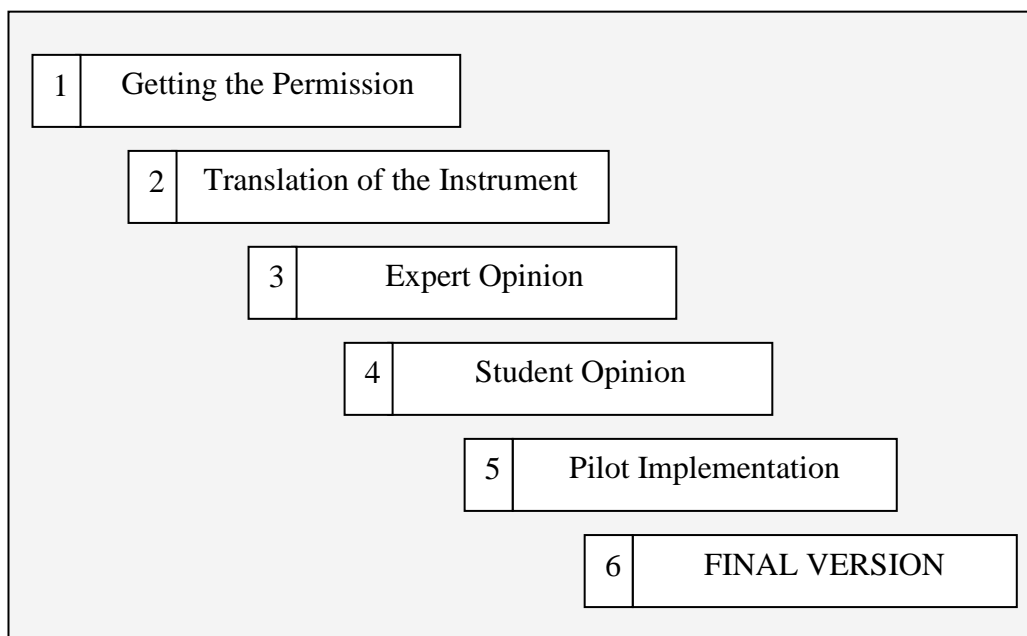 1 Getting the Permission
2 Translation of the Instrument
3 Expert Opinion
4 Student Opinion
5 Pilot Implementation
6 FINAL VERSION